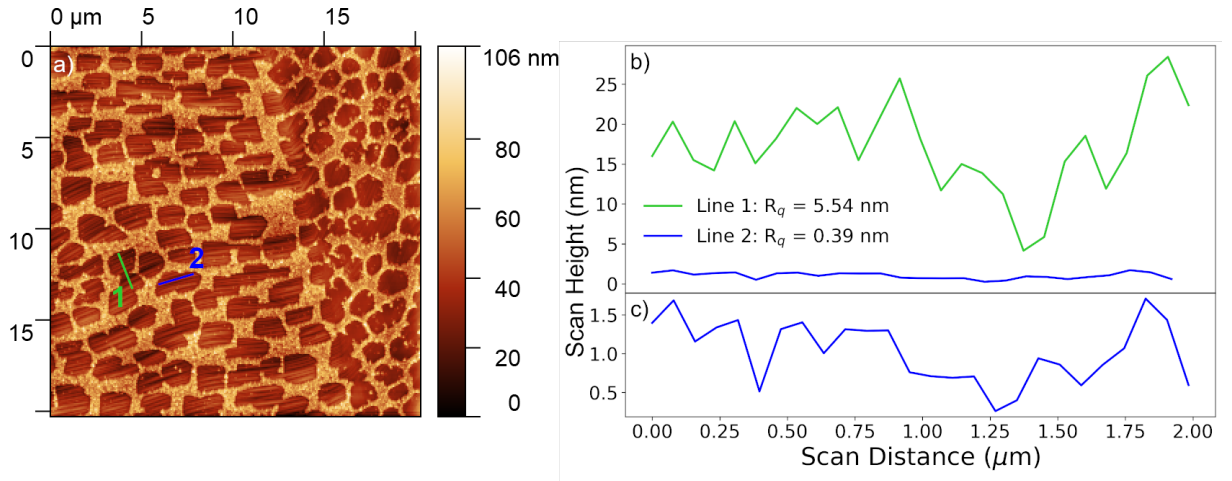 0 µm 5 10 15
a)
106 nm
80
60
40
20
0
0
5
10
15
1
2
b)
25
20
15
10
5
0
Line 1: Rq = 5.54 nm
Line 2: Rq = 0.39 nm
Scan Height (nm)
c)
1.5
1.0
0.5
0.00 0.25 0.50 0.75 1.00 1.25 1.50 1.75 2.00
Scan Distance (µm)